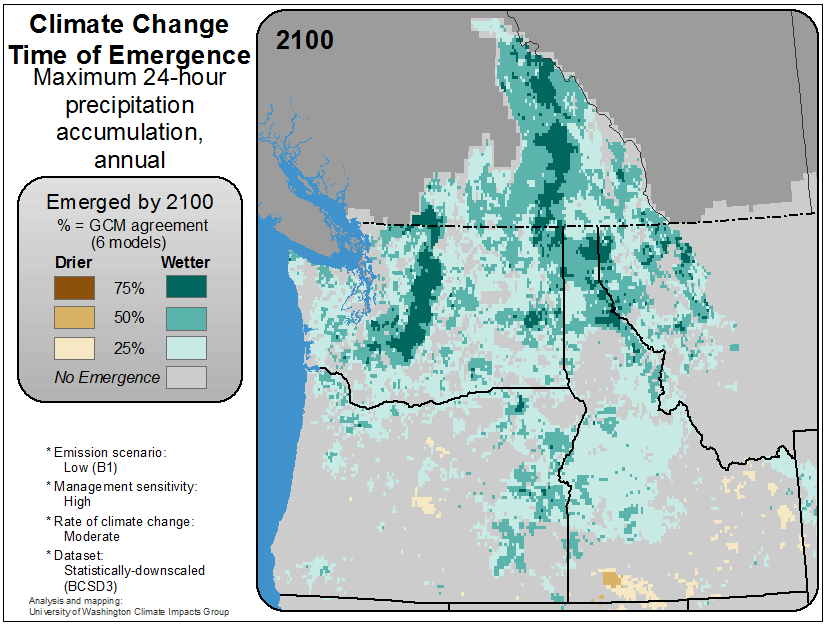 Climate Change
Time of Emergence
Maximum 24-hour
precipitation
accumulation,
annual
2100
Emerged by 2100
% = GCM agreement
(6 models)
Drier Wetter
75%
50%
25%
No Emergence
* Emission scenario:
Low (B1)
* Management sensitivity:
High
* Rate of climate change:
Moderate
* Dataset:
Statistically-downscaled
(BCSD3)
Analysis and mapping:
University of Washington Climate Impacts Group